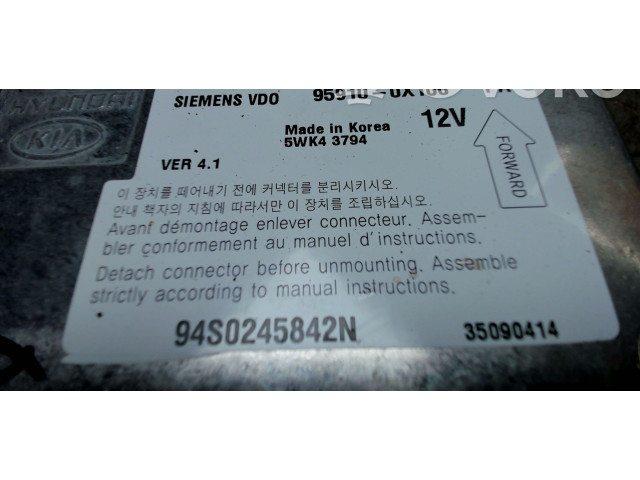 HYUNDAI
KIA
SIEMENS VDO
Made in Korea
5WK4 3794
12V
FORWARD
VER 4.1
이 장치를 떼어내기 전에 커넥터를 분리시키시오.
안내 책자의 지침에 따라서만 이 장치를 조립하시오.
Avant démontage enlever connecteur. Assem-
bler conformement au manuel d'instructions.
Detach connector before unmounting. Assemble
strictly according to manual instructions.
94S0245842N
35090414